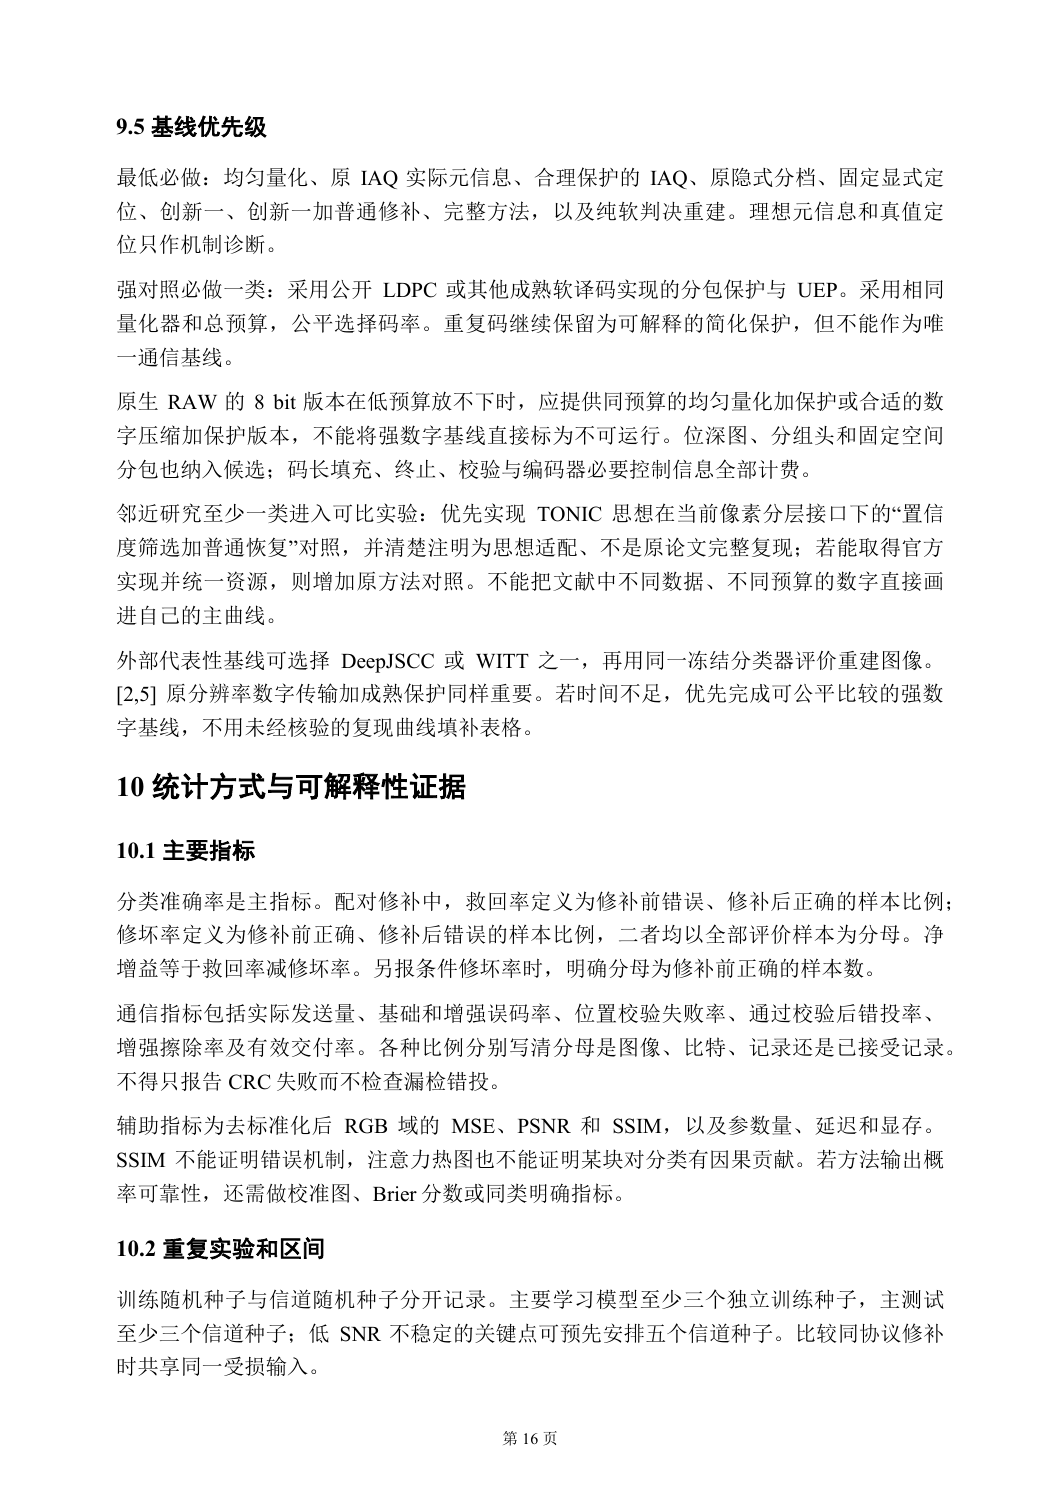 9.5 基线优先级
最低必做：均匀量化、原 IAQ 实际元信息、合理保护的 IAQ、原隐式分档、固定显式定
位、创新一、创新一加普通修补、完整方法，以及纯软判决重建。理想元信息和真值定
位只作机制诊断。
强对照必做一类：采用公开 LDPC 或其他成熟软译码实现的分包保护与 UEP。采用相同
量化器和总预算，公平选择码率。重复码继续保留为可解释的简化保护，但不能作为唯
一通信基线。
原生 RAW 的 8 bit 版本在低预算放不下时，应提供同预算的均匀量化加保护或合适的数
字压缩加保护版本，不能将强数字基线直接标为不可运行。位深图、分组头和固定空间
分包也纳入候选；码长填充、终止、校验与编码器必要控制信息全部计费。
邻近研究至少一类进入可比实验：优先实现 TONIC 思想在当前像素分层接口下的“置信
度筛选加普通恢复”对照，并清楚注明为思想适配、不是原论文完整复现；若能取得官方
实现并统一资源，则增加原方法对照。不能把文献中不同数据、不同预算的数字直接画
进自己的主曲线。
外部代表性基线可选择 DeepJSCC 或 WITT 之一，再用同一冻结分类器评价重建图像。
[2,5] 原分辨率数字传输加成熟保护同样重要。若时间不足，优先完成可公平比较的强数
字基线，不用未经核验的复现曲线填补表格。
10 统计方式与可解释性证据
10.1 主要指标
分类准确率是主指标。配对修补中，救回率定义为修补前错误、修补后正确的样本比例；
修坏率定义为修补前正确、修补后错误的样本比例，二者均以全部评价样本为分母。净
增益等于救回率减修坏率。另报条件修坏率时，明确分母为修补前正确的样本数。
通信指标包括实际发送量、基础和增强误码率、位置校验失败率、通过校验后错投率、
增强擦除率及有效交付率。各种比例分别写清分母是图像、比特、记录还是已接受记录。
不得只报告 CRC 失败而不检查漏检错投。
辅助指标为去标准化后 RGB 域的 MSE、PSNR 和 SSIM，以及参数量、延迟和显存。
SSIM 不能证明错误机制，注意力热图也不能证明某块对分类有因果贡献。若方法输出概
率可靠性，还需做校准图、Brier 分数或同类明确指标。
10.2 重复实验和区间
训练随机种子与信道随机种子分开记录。主要学习模型至少三个独立训练种子，主测试
至少三个信道种子；低 SNR 不稳定的关键点可预先安排五个信道种子。比较同协议修补
时共享同一受损输入。
第 16 页